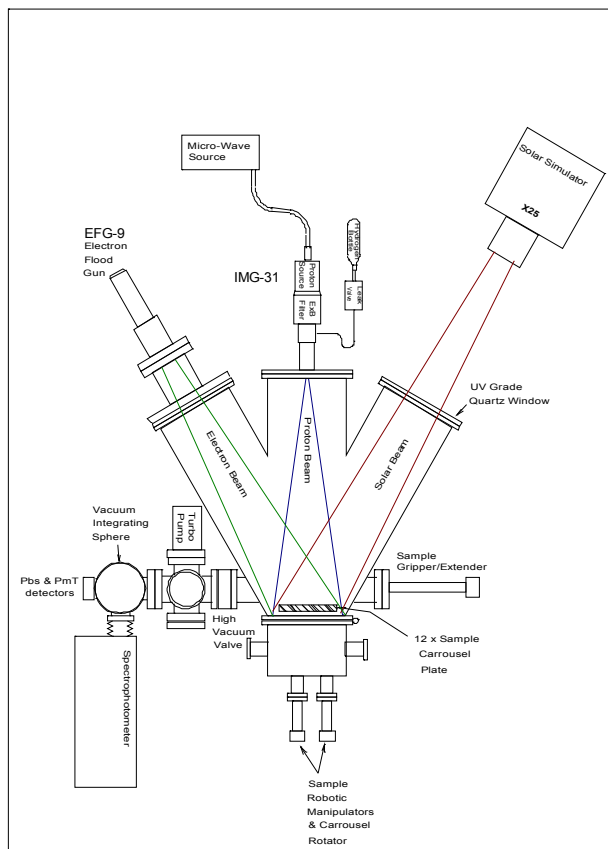 Micro-Wave
Source
Solar Simulator
X25
EFG-9
Electron
Flood
Gun
IMG-31
Proton
Source
ExB
Filter
Hydrogen
Bottle
Leak
Valve
UV Grade
Quartz Window
Electron Beam
Proton Beam
Solar Beam
Vacuum
Integrating
Sphere
Turbo
Pump
Pbs & PmT
detectors
Sample
Gripper/Extender
High
Vacuum
Valve
12 x Sample
Carrousel
Plate
Spectrophotometer
Sample
Robotic
Manipulators
& Carrousel
Rotator